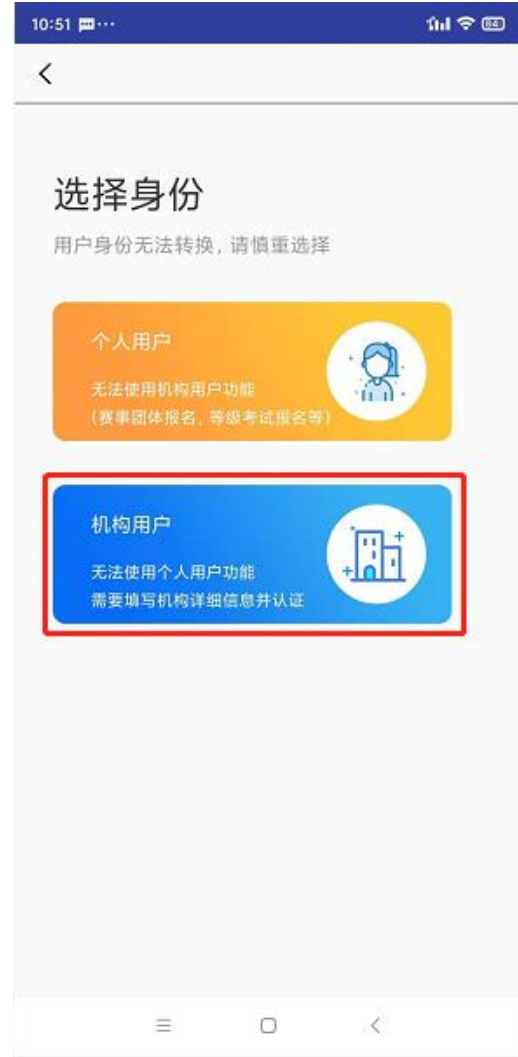 10:51
84
选择身份
用户身份无法转换，请慎重选择
个人用户
无法使用机构用户功能
(赛事团体报名，等级考试报名等)
机构用户
无法使用个人用户功能
需要填写机构详细信息并认证